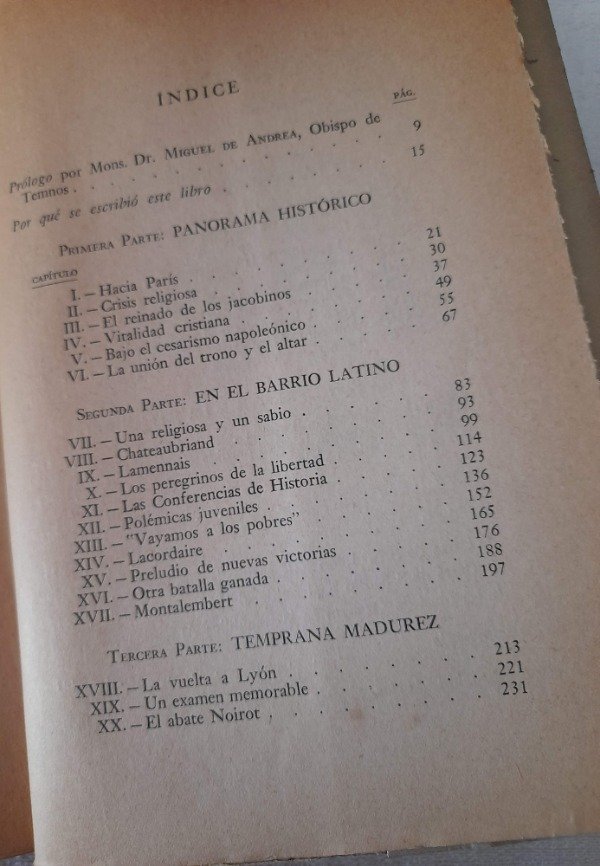 INDICE
PÁG.
Prólogo por Mons. Dr. MIGUEL DE ANDREA, Obispo de
Temnos . . . . . . . . . . 9
Por qué se escribió este libro . . . . . 15
PRIMERA PARTE: PANORAMA HISTÓRICO
CAPÍTULO
I. — Hacia París . . . . . . . 21
II. — Crisis religiosa . . . . . . . 30
III. — El reinado de los jacobinos . . . . 37
IV. — Vitalidad cristiana . . . . . . 49
V. — Bajo el cesarismo napoleónico . . . . 55
VI. — La unión del trono y el altar . . . . 67
SEGUNDA PARTE: EN EL BARRIO LATINO
VII. — Una religiosa y un sabio . . . . . 83
VIII. — Chateaubriand . . . . . . . 93
IX. — Lamennais . . . . . . . . 99
X. — Los peregrinos de la libertad . . . . 114
XI. — Las Conferencias de Historia . . . . 123
XII. — Polémicas juveniles . . . . . . 136
XIII. — "Vayamos a los pobres" . . . . . 152
XIV. — Lacordaire . . . . . . . . 165
XV. — Preludio de nuevas victorias . . . . 176
XVI. — Otra batalla ganada . . . . . . 188
XVII. — Montalembert . . . . . . . 197
TERCERA PARTE: TEMPRANA MADUREZ
XVIII. — La vuelta a Lyón . . . . . . 213
XIX. — Un examen memorable . . . . . 221
XX. — El abate Noirot . . . . . . . 231